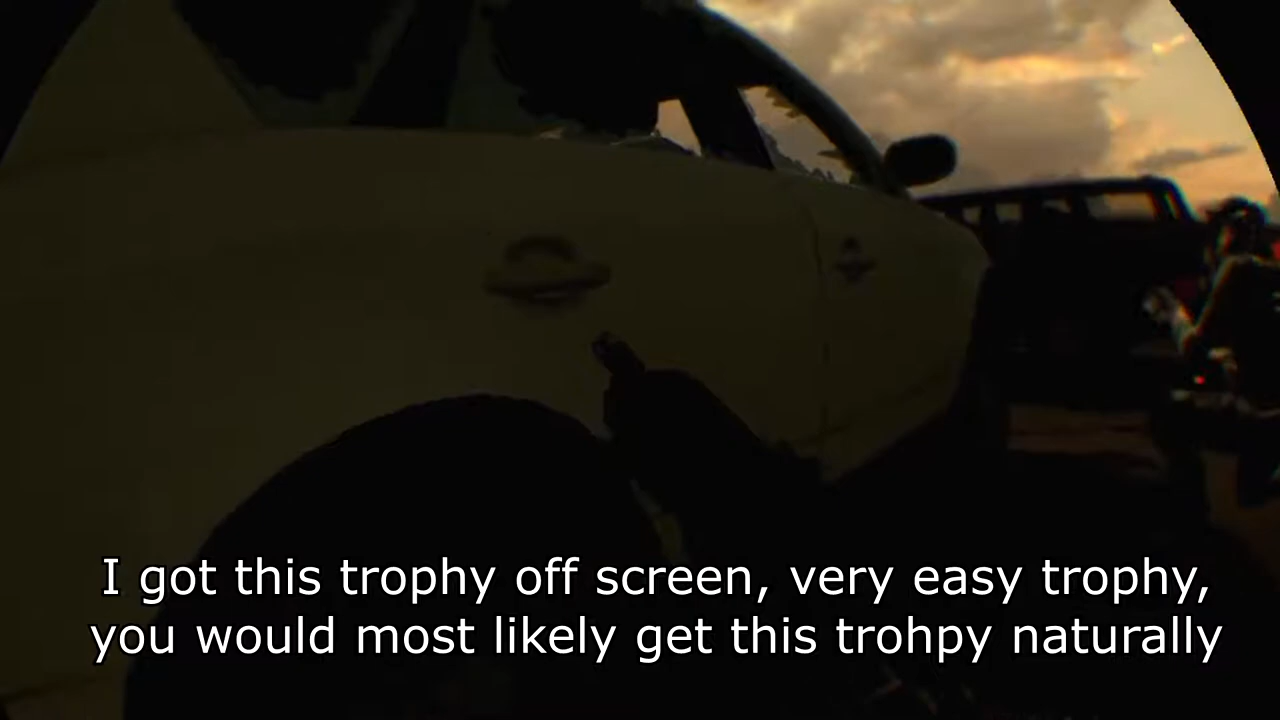 I got this trophy off screen, very easy trophy,
you would most likely get this trohpy naturally